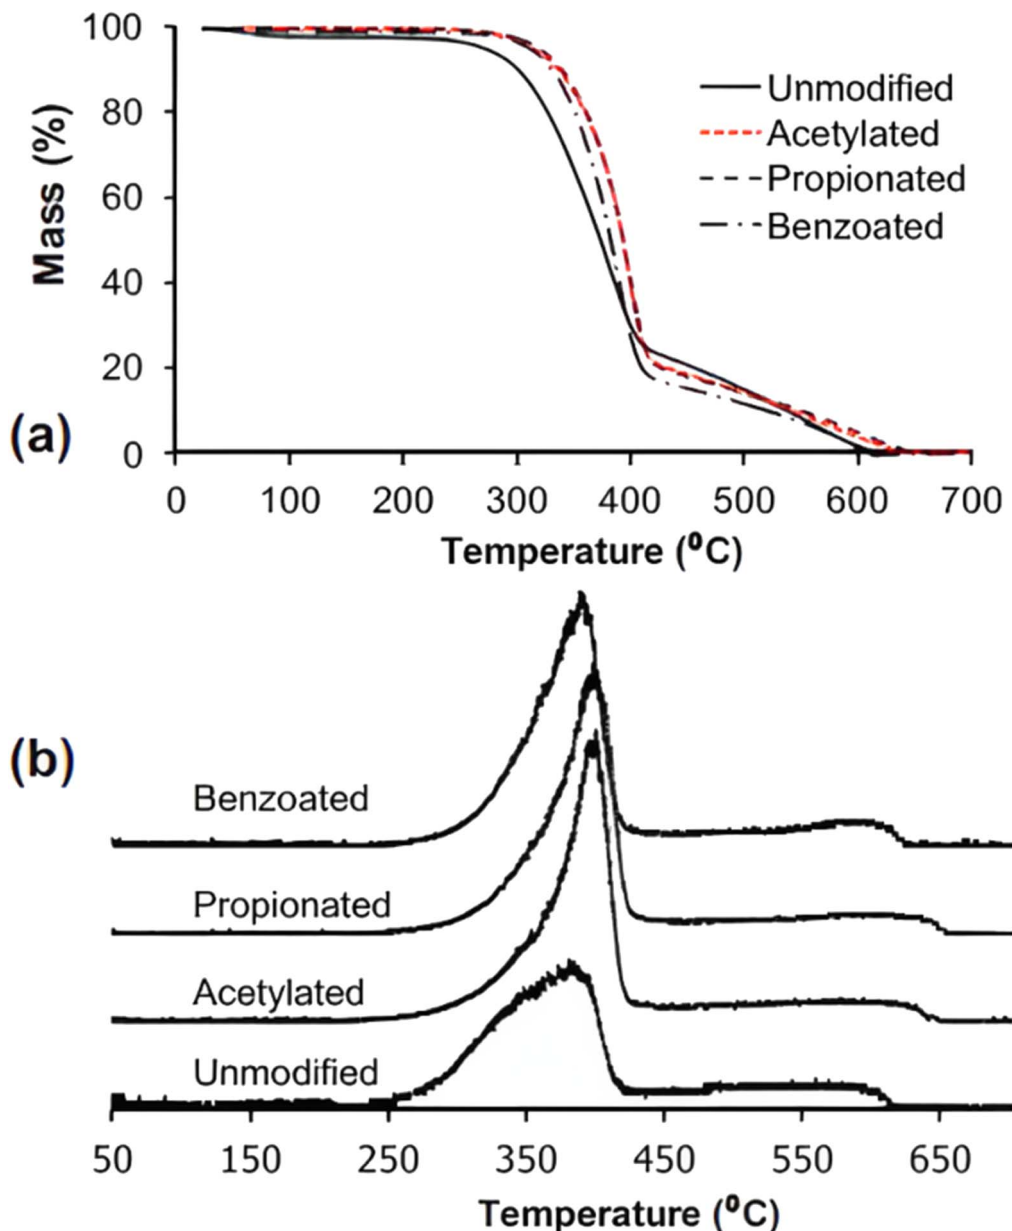 100
80
60
40
20
0
Mass (%)
Unmodified
Acetylated
Propionated
Benzoated
(a)
0 100 200 300 400 500 600 700
Temperature (⁰C)
(b)
Benzoated
Propionated
Acetylated
Unmodified
50 150 250 350 450 550 650
Temperature (⁰C)